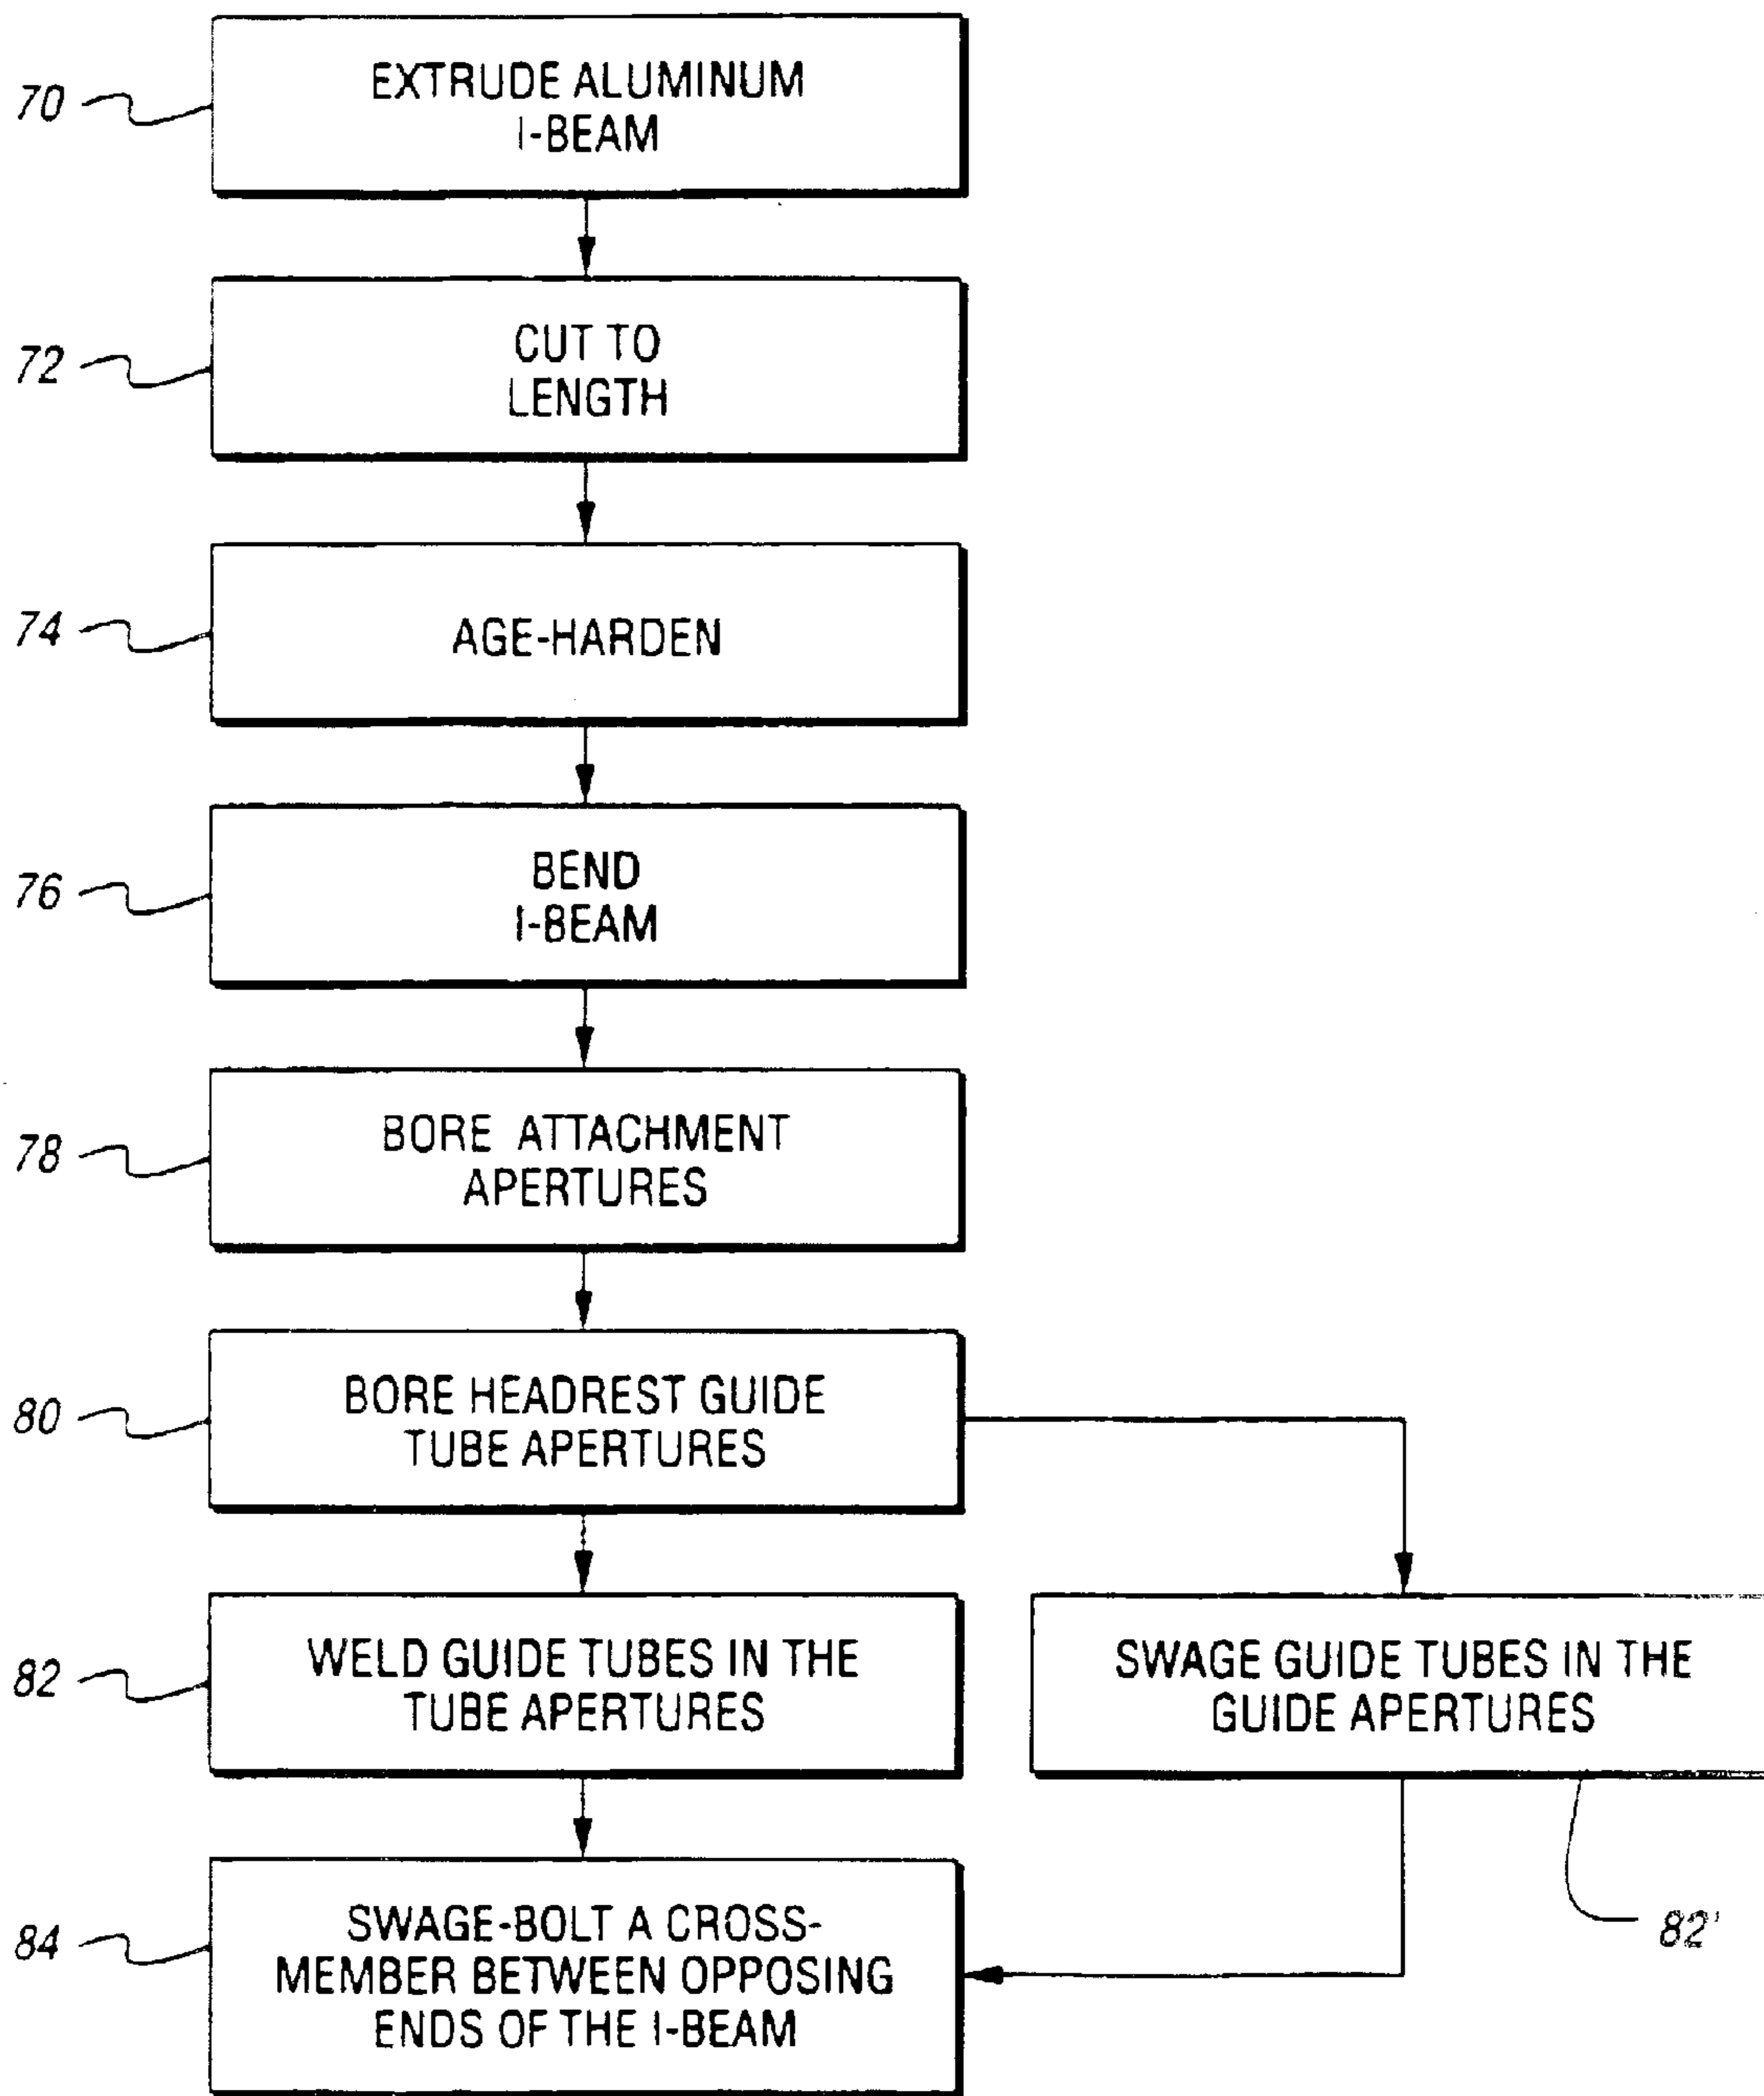 70
EXTRUDE ALUMINUM
I-BEAM
72
CUT TO
LENGTH
74
AGE-HARDEN
76
BEND
I-BEAM
78
BORE ATTACHMENT
APERTURES
80
BORE HEADREST GUIDE
TUBE APERTURES
82
WELD GUIDE TUBES IN THE
TUBE APERTURES
SWAGE GUIDE TUBES IN THE
GUIDE APERTURES
82'
84
SWAGE-BOLT A CROSS-
MEMBER BETWEEN OPPOSING
ENDS OF THE I-BEAM